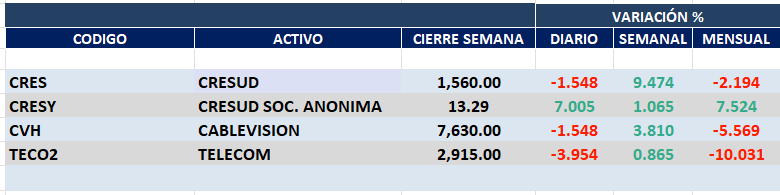 VARIACIÓN %
CODIGO ACTIVO CIERRE SEMANA DIARIO SEMANAL MENSUAL
CRES CRESUD 1,560.00 -1.548 9.474 -2.194
CRESY CRESUD SOC. ANONIMA 13.29 7.005 1.065 7.524
CVH CABLEVISION 7,630.00 -1.548 3.810 -5.569
TECO2 TELECOM 2,915.00 -3.954 0.865 -10.031